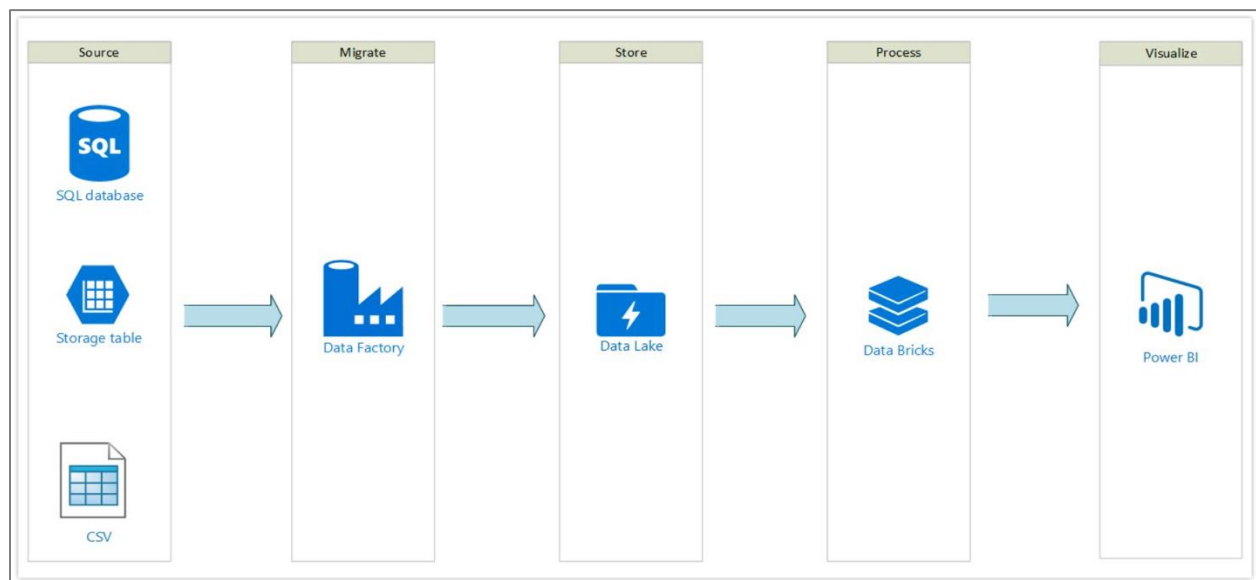 Source
Migrate
Store
Process
Visualize
SQL
SQL database
Storage table
CSV
Data Factory
Data Lake
Data Bricks
Power BI